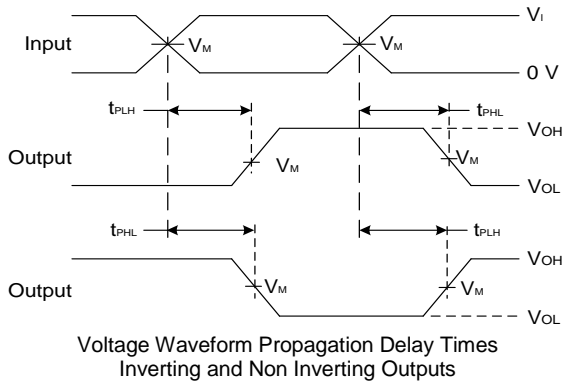 VI
Input
VM
VM
0 V
tPLH
tPHL
VOH
Output
VM
VM
VOL
tPHL
tPLH
VOH
Output
VM
VM
VOL
Voltage Waveform Propagation Delay Times
Inverting and Non Inverting Outputs